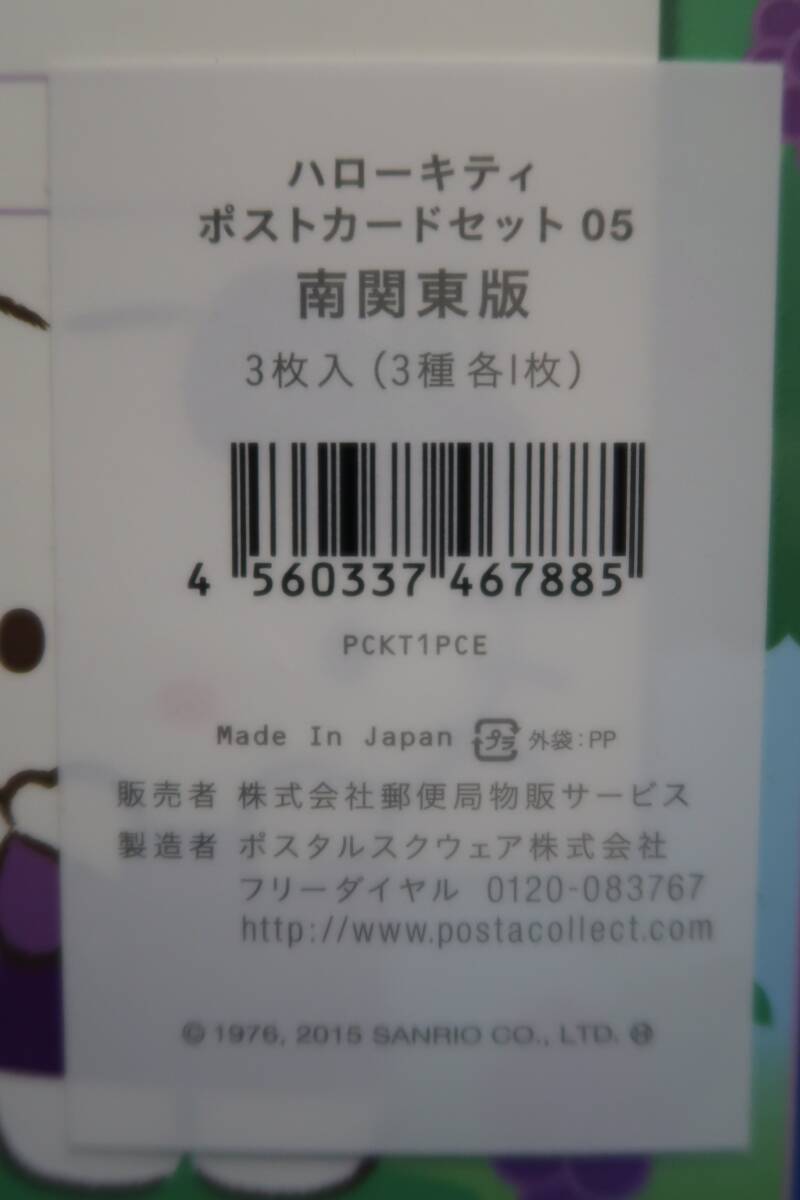 ハローキティ
ポストカードセット 05
南関東版
3枚入(3種 各1枚)
4 560337 467885
PCKT1PCE
Made In Japan プラ 外袋:PP
販売者 株式会社郵便局物販サービス
製造者 ポスタルスクウェア株式会社
フリーダイヤル 0120-083767
http://www.postacollect.com
© 1976, 2015 SANRIO CO., LTD.